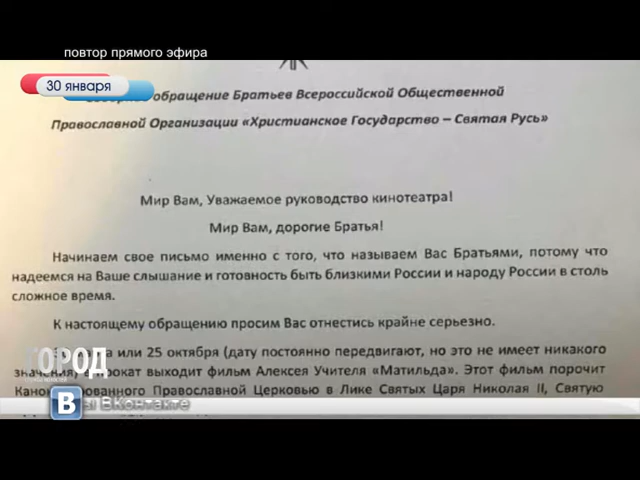 повтор прямого эфира
30 января
обращение Братьев Всероссийской Общественной
Православной Организации «Христианское Государство – Святая Русь»
Мир Вам, Уважаемое руководство кинотеатра!
Мир Вам, дорогие Братья!
Начинаем свое письмо именно с того, что называем Вас Братьями, потому что
надеемся на Ваше слышание и готовность быть близкими России и народу России в столь
сложное время.
К настоящему обращению просим Вас отнестись крайне серьезно.
или 25 октября (дату постоянно передвигают, но это не имеет никакого
значения) в прокат выходит фильм Алексея Учителя «Матильда». Этот фильм порочит
Православной Церковью в Лике Святых Царя Николая II, Святую
ГОРОД
В
ВКонтакте